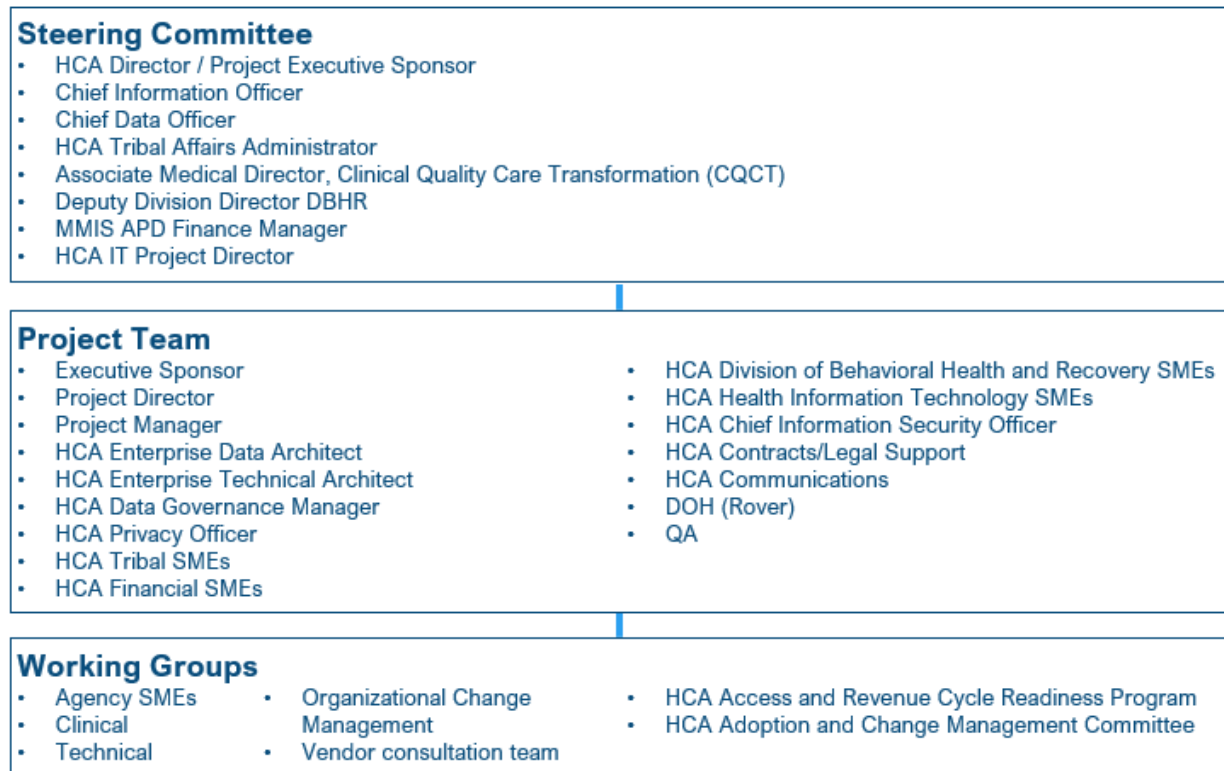 Steering Committee
• HCA Director / Project Executive Sponsor
• Chief Information Officer
• Chief Data Officer
• HCA Tribal Affairs Administrator
• Associate Medical Director, Clinical Quality Care Transformation (CQCT)
• Deputy Division Director DBHR
• MMIS APD Finance Manager
• HCA IT Project Director
Project Team
• Executive Sponsor
• Project Director
• Project Manager
• HCA Enterprise Data Architect
• HCA Enterprise Technical Architect
• HCA Data Governance Manager
• HCA Privacy Officer
• HCA Tribal SMEs
• HCA Financial SMEs
• HCA Division of Behavioral Health and Recovery SMEs
• HCA Health Information Technology SMEs
• HCA Chief Information Security Officer
• HCA Contracts/Legal Support
• HCA Communications
• DOH (Rover)
• QA
Working Groups
• Agency SMEs
• Clinical
• Technical
• Organizational Change
Management
• Vendor consultation team
• HCA Access and Revenue Cycle Readiness Program
• HCA Adoption and Change Management Committee